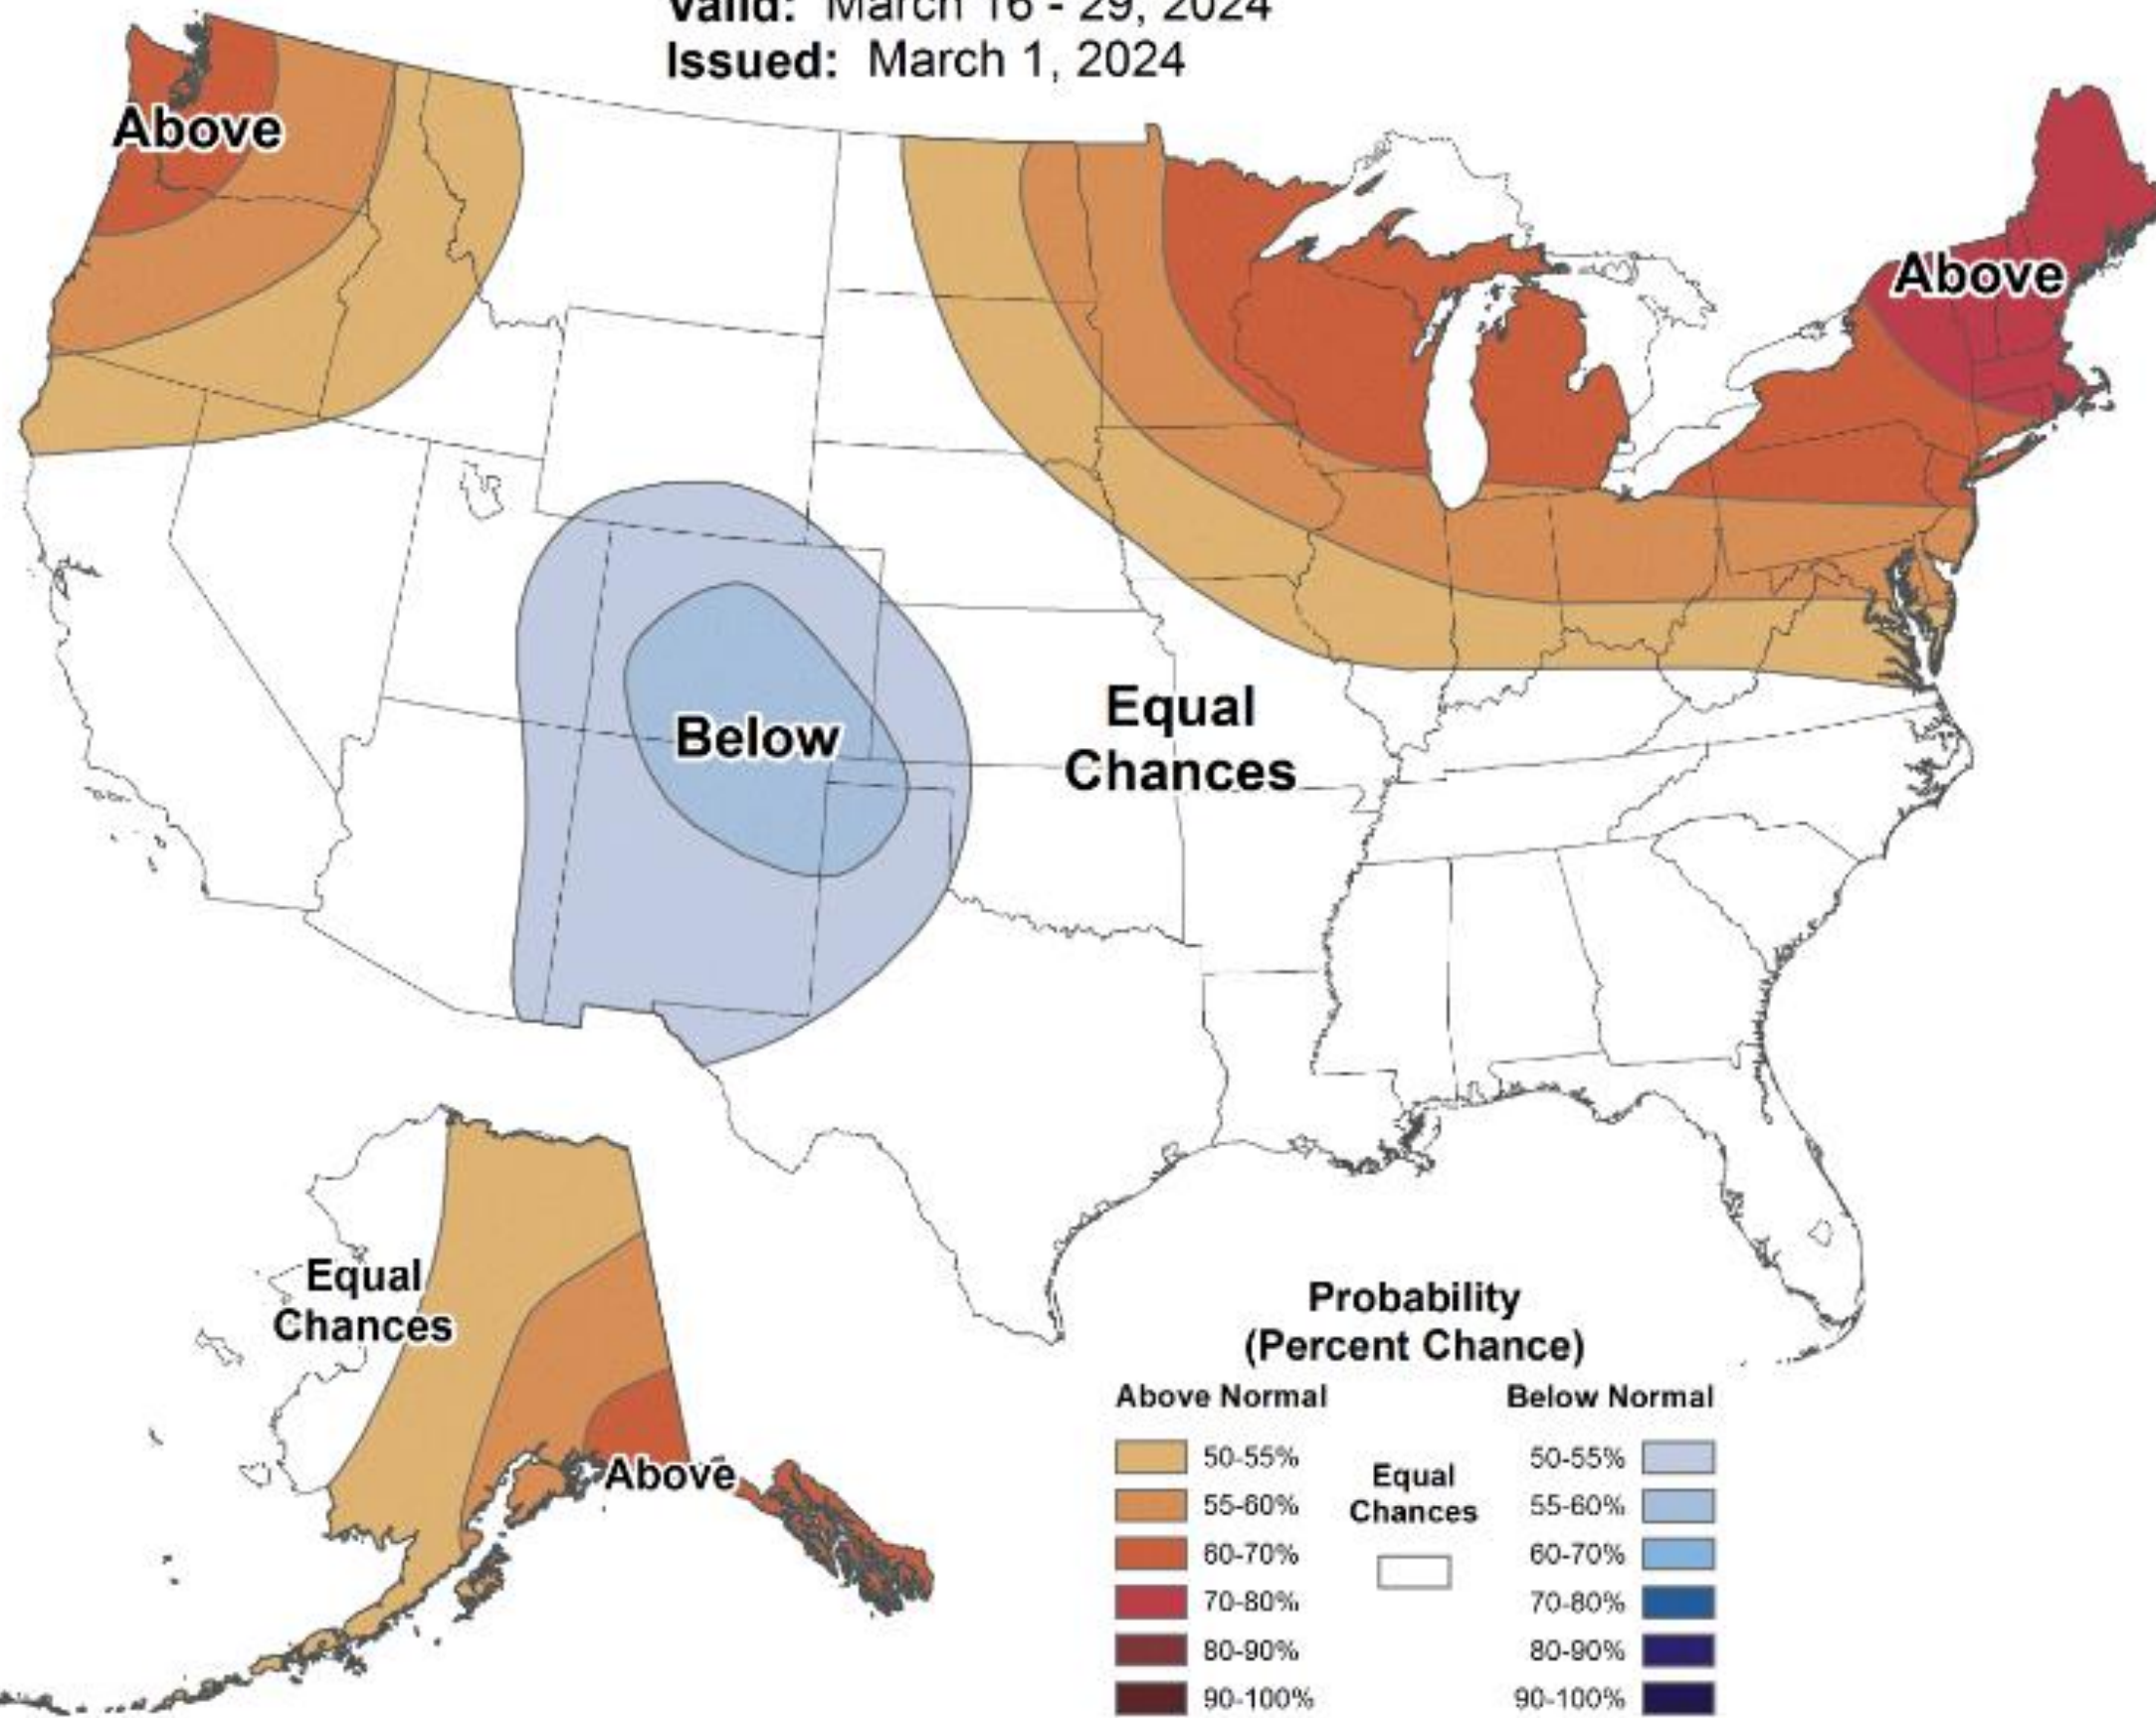 Valid: March 16 - 29, 2024
Issued: March 1, 2024
Above
Above
Below
Equal
Chances
Equal
Chances
Above
Probability
(Percent Chance)
Above Normal
Below Normal
50-55%
55-60%
60-70%
70-80%
80-90%
90-100%
Equal
Chances
50-55%
55-60%
60-70%
70-80%
80-90%
90-100%